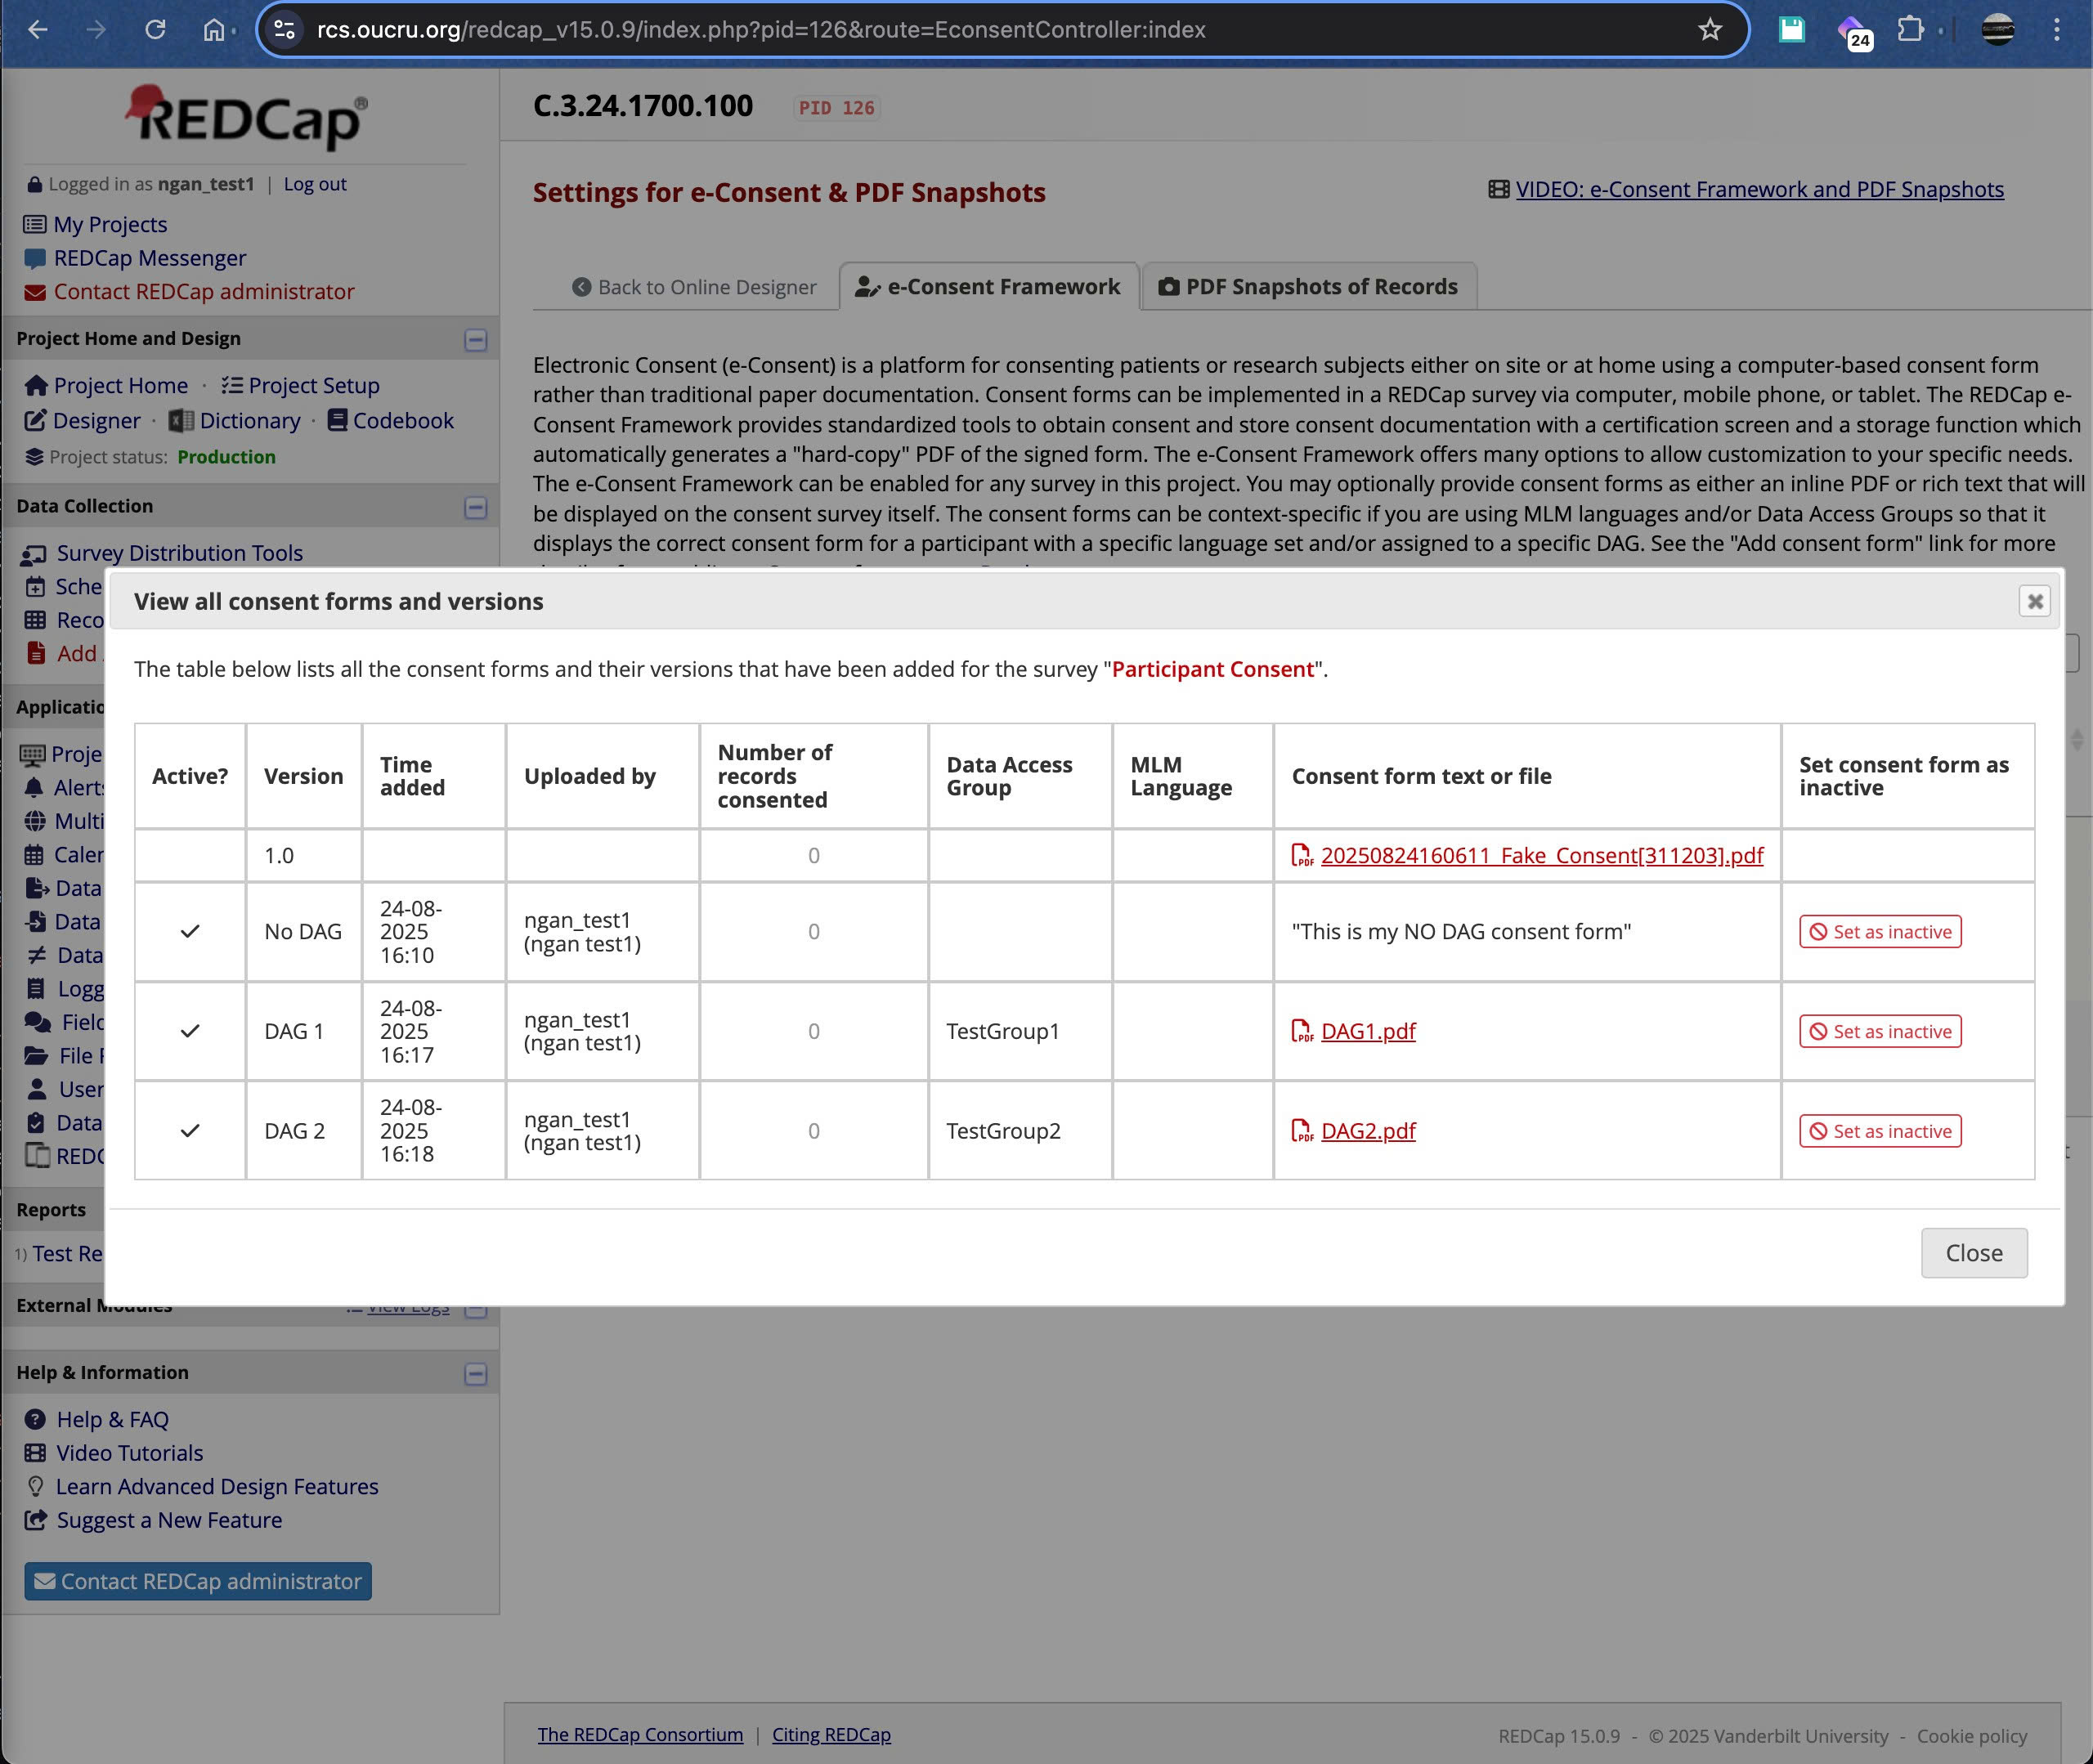 rcs.oucru.org/redcap_v15.0.9/index.php?pid=126&route=EconsentController:index
24
REDCap®
Logged in as ngan_test1 | Log out
My Projects
REDCap Messenger
Contact REDCap administrator
Project Home and Design
Project Home · Project Setup
Designer · Dictionary · Codebook
Project status: Production
Data Collection
Survey Distribution Tools
Sche
Reco
Add
Applicatio
Proje
Alerts
Multi
Caler
Data
Data
Data
Logg
Field
File
User
Data
REDC
Reports
1) Test Re
External Modules
View Logs
Help & Information
Help & FAQ
Video Tutorials
Learn Advanced Design Features
Suggest a New Feature
Contact REDCap administrator
C.3.24.1700.100 PID 126
Settings for e-Consent & PDF Snapshots
VIDEO: e-Consent Framework and PDF Snapshots
Back to Online Designer
e-Consent Framework
PDF Snapshots of Records
Electronic Consent (e-Consent) is a platform for consenting patients or research subjects either on site or at home using a computer-based consent form
rather than traditional paper documentation. Consent forms can be implemented in a REDCap survey via computer, mobile phone, or tablet. The REDCap e-
Consent Framework provides standardized tools to obtain consent and store consent documentation with a certification screen and a storage function which
automatically generates a "hard-copy" PDF of the signed form. The e-Consent Framework offers many options to allow customization to your specific needs.
The e-Consent Framework can be enabled for any survey in this project. You may optionally provide consent forms as either an inline PDF or rich text that will
be displayed on the consent survey itself. The consent forms can be context-specific if you are using MLM languages and/or Data Access Groups so that it
displays the correct consent form for a participant with a specific language set and/or assigned to a specific DAG. See the "Add consent form" link for more
View all consent forms and versions
The table below lists all the consent forms and their versions that have been added for the survey "Participant Consent".
Active? Version Time added Uploaded by Number of records consented Data Access Group MLM Language Consent form text or file Set consent form as inactive
1.0 0 PDF 20250824160611_Fake_Consent[311203].pdf
No DAG 24-08-2025 16:10 ngan_test1 (ngan test1) 0 "This is my NO DAG consent form" Set as inactive
DAG 1 24-08-2025 16:17 ngan_test1 (ngan test1) 0 TestGroup1 PDF DAG1.pdf Set as inactive
DAG 2 24-08-2025 16:18 ngan_test1 (ngan test1) 0 TestGroup2 PDF DAG2.pdf Set as inactive
Close
The REDCap Consortium | Citing REDCap
REDCap 15.0.9 - © 2025 Vanderbilt University - Cookie policy